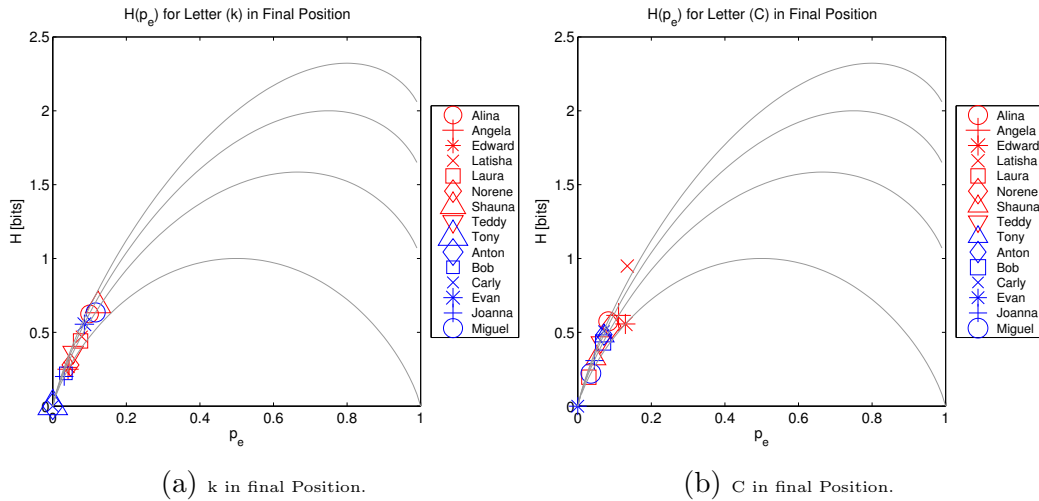 H(pe) for Letter (k) in Final Position
2.5
2
1.5
1
0.5
0
H [bits]
0
0.2
0.4
0.6
0.8
1
pe
Alina
Angela
Edward
Latisha
Laura
Norene
Shauna
Teddy
Tony
Anton
Bob
Carly
Evan
Joanna
Miguel
(a) k in final Position.
H(pe) for Letter (C) in Final Position
2.5
2
1.5
1
0.5
0
H [bits]
0
0.2
0.4
0.6
0.8
1
pe
Alina
Angela
Edward
Latisha
Laura
Norene
Shauna
Teddy
Tony
Anton
Bob
Carly
Evan
Joanna
Miguel
(b) C in final Position.